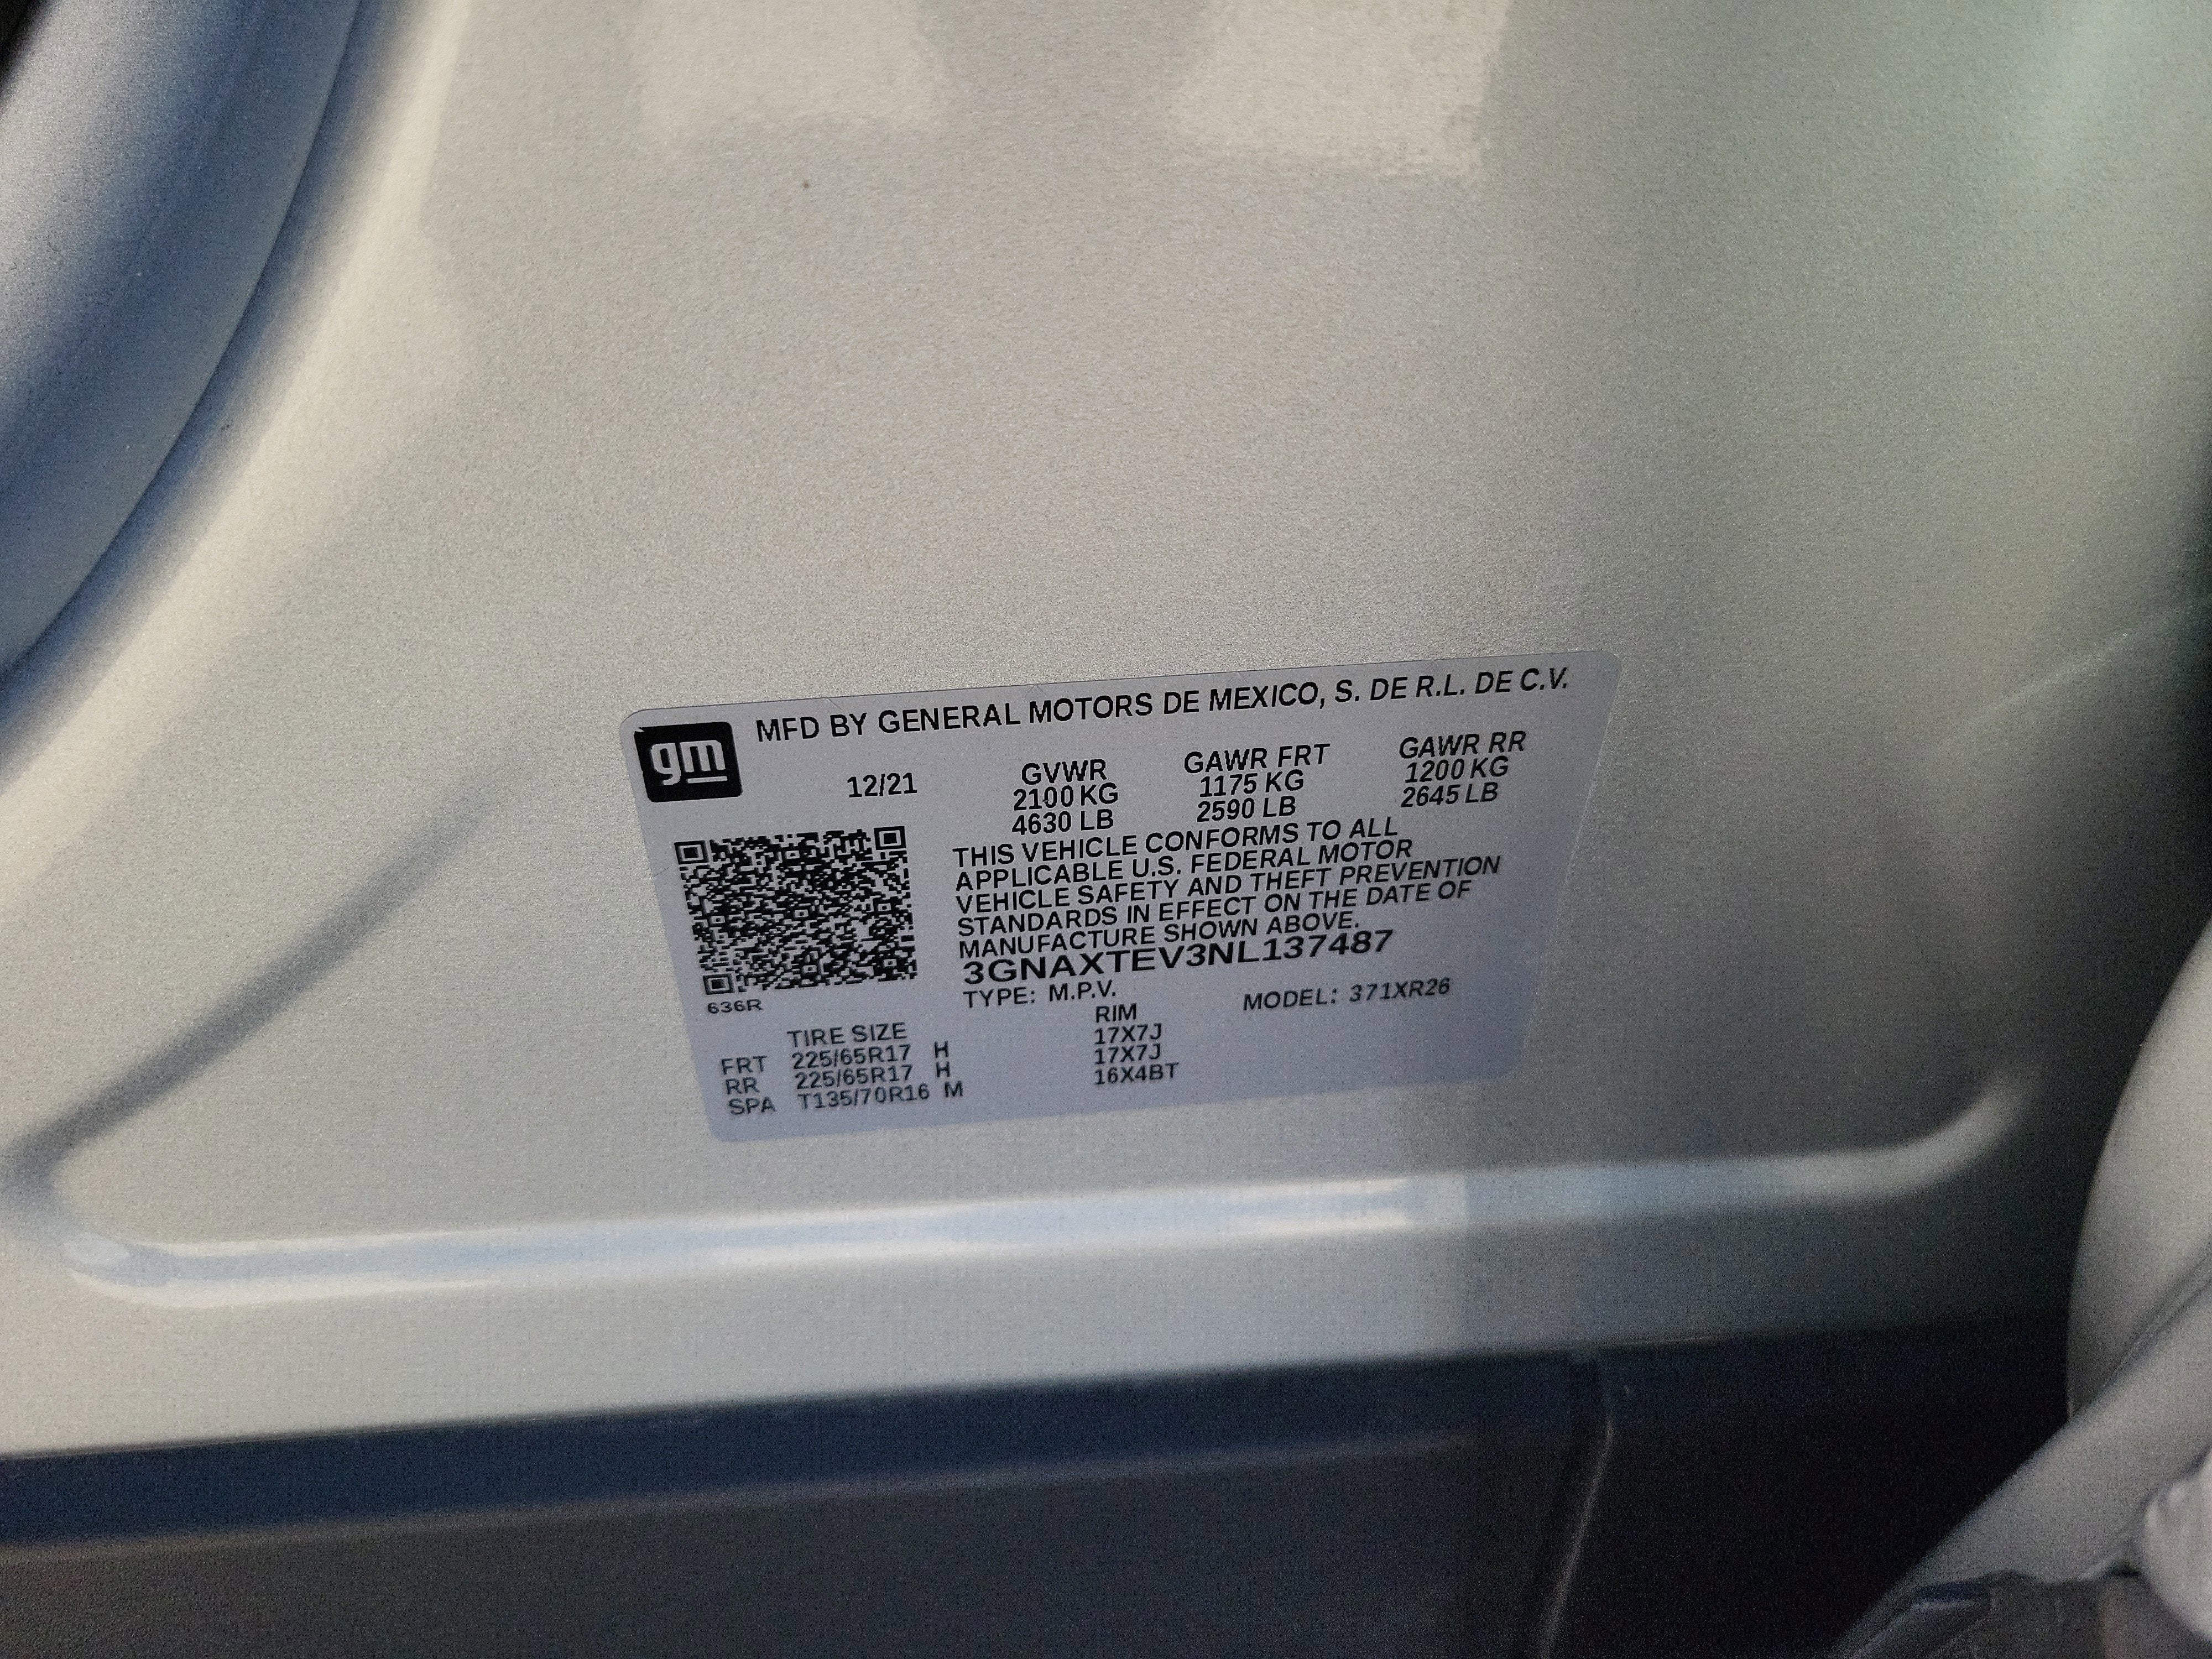 gm MFD BY GENERAL MOTORS DE MEXICO, S. DE R.L. DE C.V.
12/21 GVWR GAWR FRT GAWR RR
2100 KG 1175 KG 1200 KG
4630 LB 2590 LB 2645 LB
THIS VEHICLE CONFORMS TO ALL
APPLICABLE U.S. FEDERAL MOTOR
VEHICLE SAFETY AND THEFT PREVENTION
STANDARDS IN EFFECT ON THE DATE OF
MANUFACTURE SHOWN ABOVE.
3GNAXTEV3NL137487
636R
TYPE: M.P.V. MODEL: 371XR26
TIRE SIZE RIM
FRT 225/65R17 H 17X7J
RR 225/65R17 H 17X7J
SPA T135/70R16 M 16X4BT